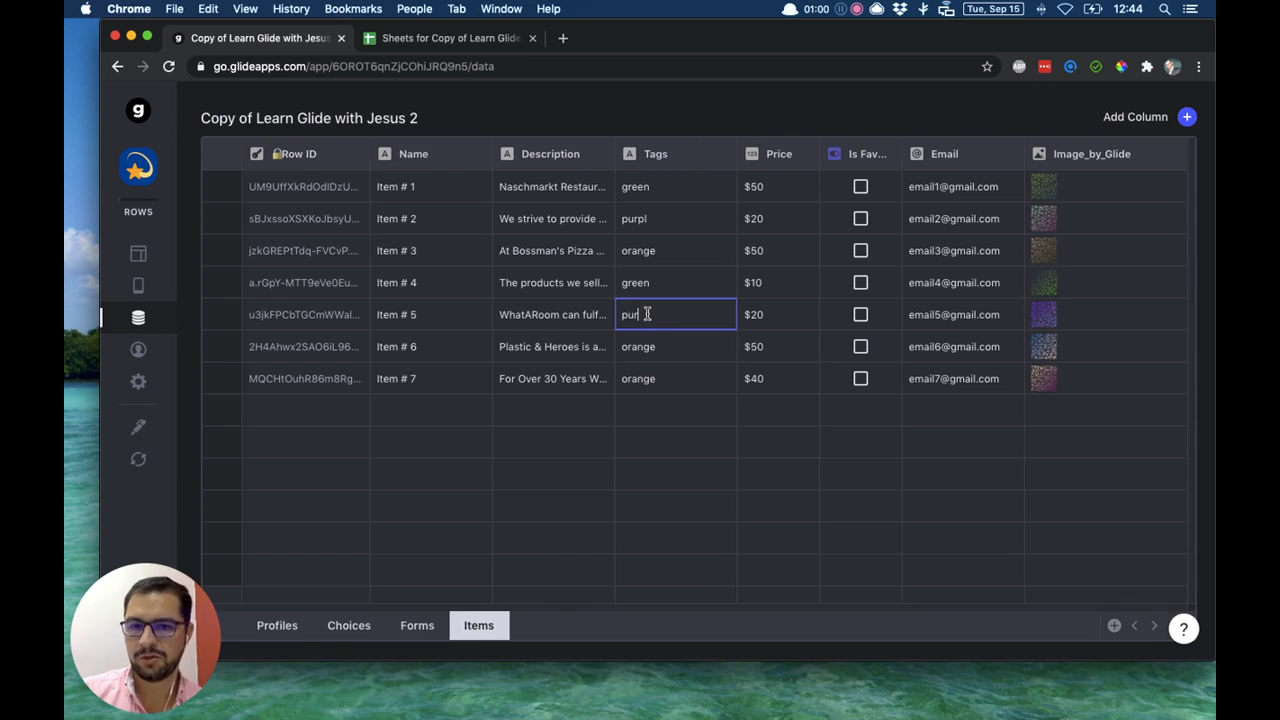 Chrome File Edit View History Bookmarks People Tab Window Help 01:00 Tue, Sep 15 12:44
g Copy of Learn Glide with Jesus × Sheets for Copy of Learn Glide × +
go.glideapps.com/app/6OROT6qnZjCOhiJRQ9n5/data
g
Copy of Learn Glide with Jesus 2
Add Column +
ROWS
Row ID Name Description Tags Price Is Fav... Email Image_by_Glide
UM9UffXkRdOdIDzU... Item # 1 Naschmarkt Restaur... green $50 email1@gmail.com
sBJxssoXSXKoJbsyU... Item # 2 We strive to provide ... purpl $20 email2@gmail.com
jzkGREPtTdq-FVCvP... Item # 3 At Bossman's Pizza ... orange $50 email3@gmail.com
a.rGpY-MTT9eVe0Eu... Item # 4 The products we sell... green $10 email4@gmail.com
u3jkFPCbTGCmWWal... Item # 5 WhatARoom can fulf... pur $20 email5@gmail.com
2H4Ahwx2SAO6iL96... Item # 6 Plastic & Heroes is a... orange $50 email6@gmail.com
MQCHtOuhR86m8Rg... Item # 7 For Over 30 Years W... orange $40 email7@gmail.com
Profiles Choices Forms Items
?